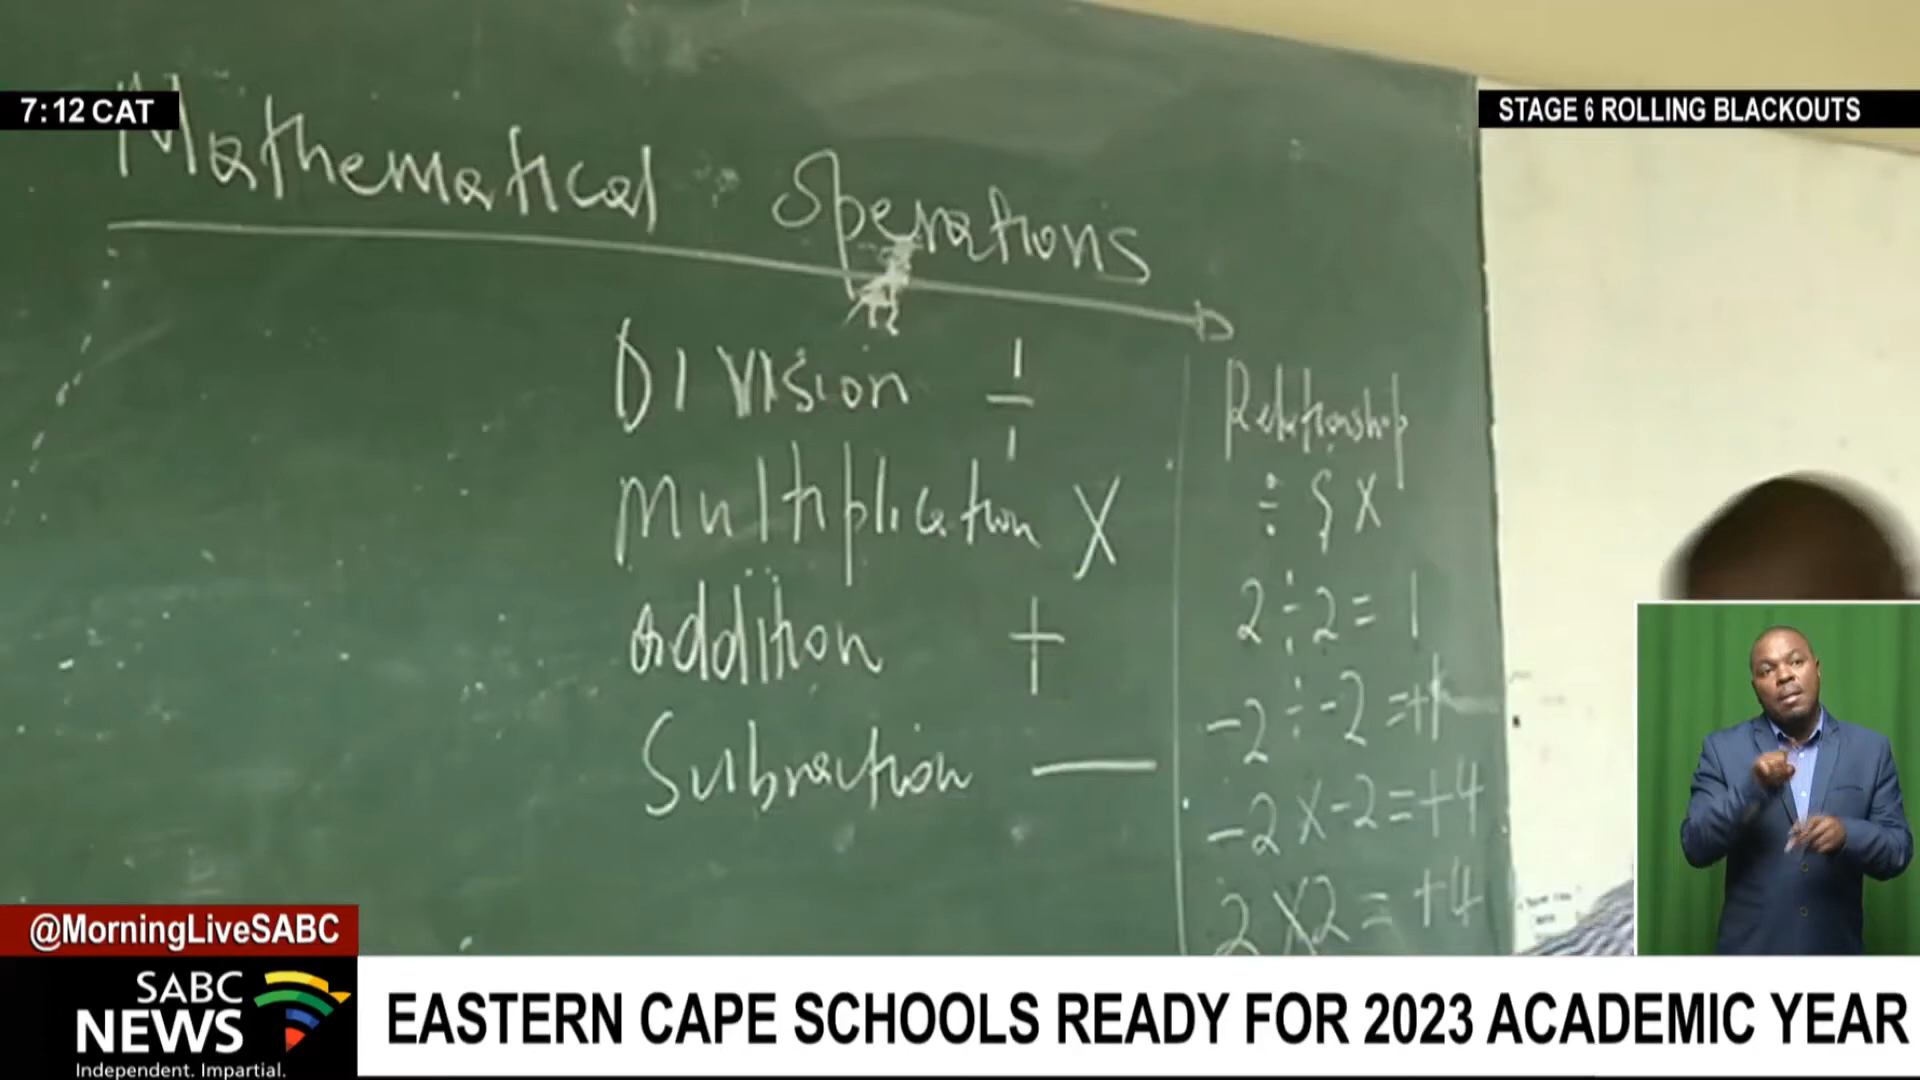 7:12 CAT
STAGE 6 ROLLING BLACKOUTS
Mathematical Operations
Division ÷
Multiplication X
addition +
Subraction —
Relationship
÷ & X
2 ÷ 2 = 1
-2 ÷ -2 = +1
-2 X -2 = +4
2 X 2 = +4
@MorningLiveSABC
SABC
NEWS
Independent. Impartial.
EASTERN CAPE SCHOOLS READY FOR 2023 ACADEMIC YEAR